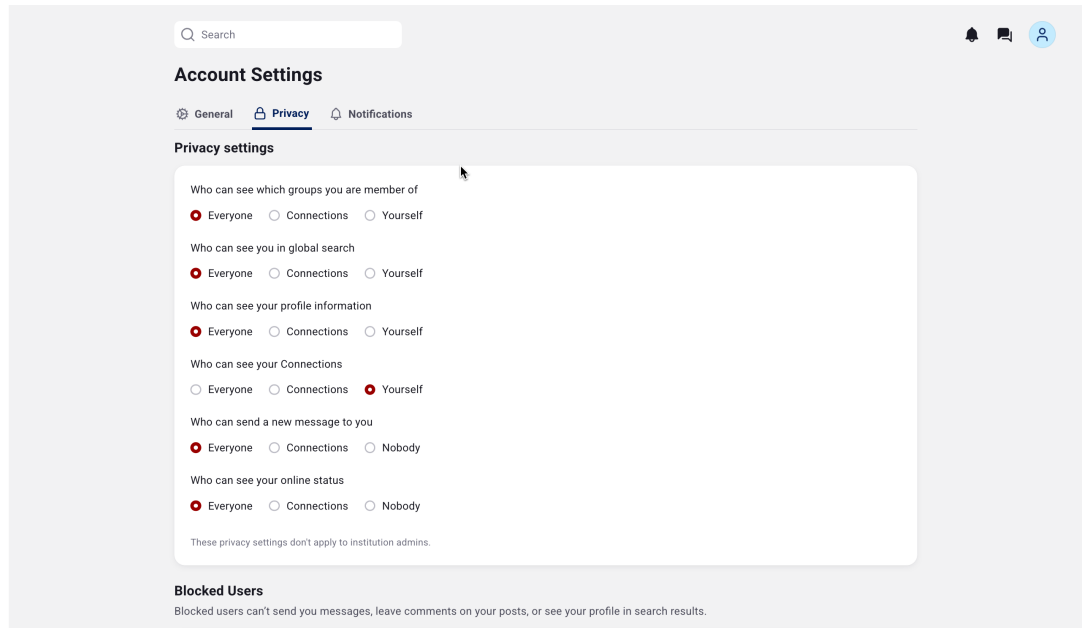 Search
Account Settings
General Privacy Notifications
Privacy settings
Who can see which groups you are member of
Everyone Connections Yourself
Who can see you in global search
Everyone Connections Yourself
Who can see your profile information
Everyone Connections Yourself
Who can see your Connections
Everyone Connections Yourself
Who can send a new message to you
Everyone Connections Nobody
Who can see your online status
Everyone Connections Nobody
These privacy settings don't apply to institution admins.
Blocked Users
Blocked users can't send you messages, leave comments on your posts, or see your profile in search results.